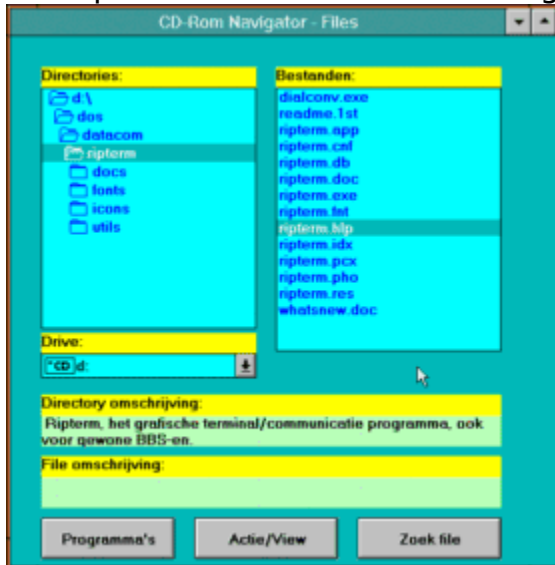 CD-Rom Navigator - Files
Directories:
d:\
dos
datacom
ripterm
docs
fonts
icons
utils
Bestanden:
dialconv.exe
readme.1st
ripterm.app
ripterm.cnf
ripterm.db
ripterm.doc
ripterm.exe
ripterm.fnt
ripterm.hlp
ripterm.idx
ripterm.pcx
ripterm.pho
ripterm.res
whatsnew.doc
Drive:
CD d:
Directory omschrijving:
Ripterm, het grafische terminal/communicatie programma, ook
voor gewone BBS-en.
File omschrijving:
Programma's
Actie/View
Zoek file